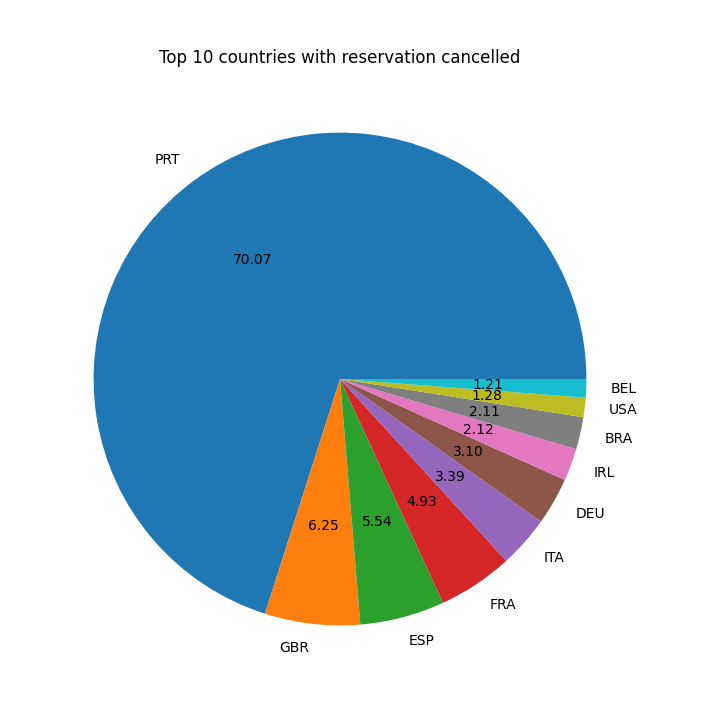 Top 10 countries with reservation cancelled
PRT
70.07
GBR
6.25
ESP
5.54
FRA
4.93
ITA
3.39
DEU
3.10
IRL
2.12
BRA
2.11
USA
1.28
BEL
1.21